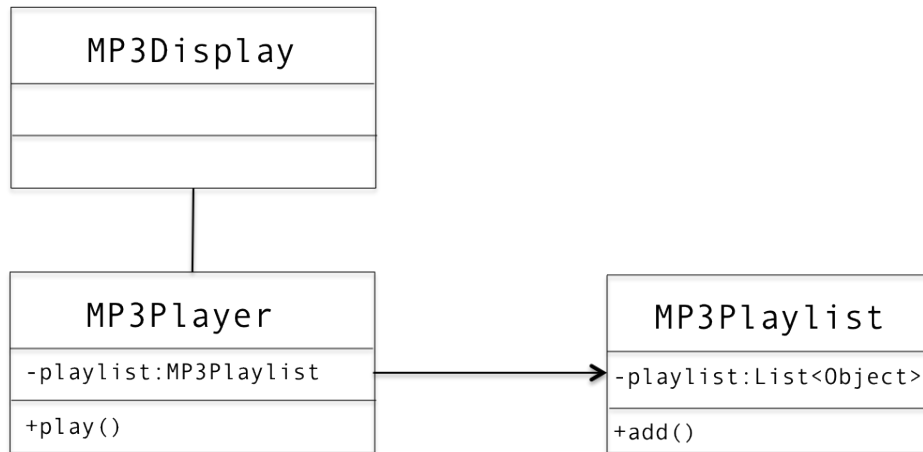 MP3Display
MP3Player
-playlist:MP3Playlist
+play()
MP3Playlist
-playlist:List<Object>
+add()